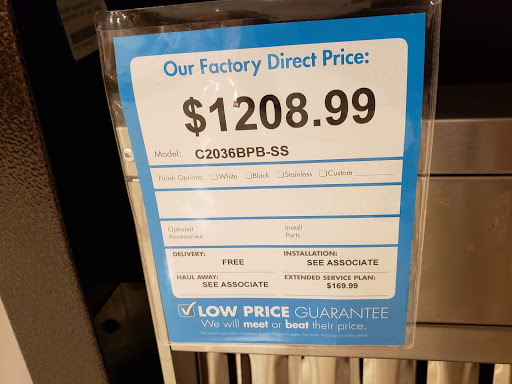 Our Factory Direct Price:
$1208.99
Model: C2036BPB-SS
Finish Options: White Black Stainless Custom
Optional Accessories:
Install Parts:
DELIVERY:
FREE
INSTALLATION:
SEE ASSOCIATE
HAUL AWAY:
SEE ASSOCIATE
EXTENDED SERVICE PLAN:
$169.99
LOW PRICE GUARANTEE
We will meet or beat their price.